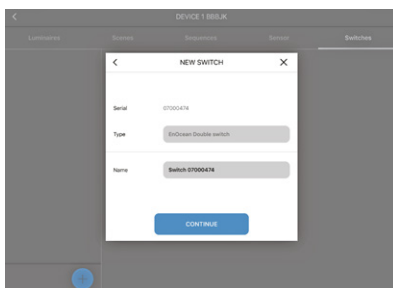 DEVICE 1 BBBJK
Luminaires Scenes Sequences Sensor Switches
NEW SWITCH
Serial 07000474
Type EnOcean Double switch
Name Switch 07000474
CONTINUE